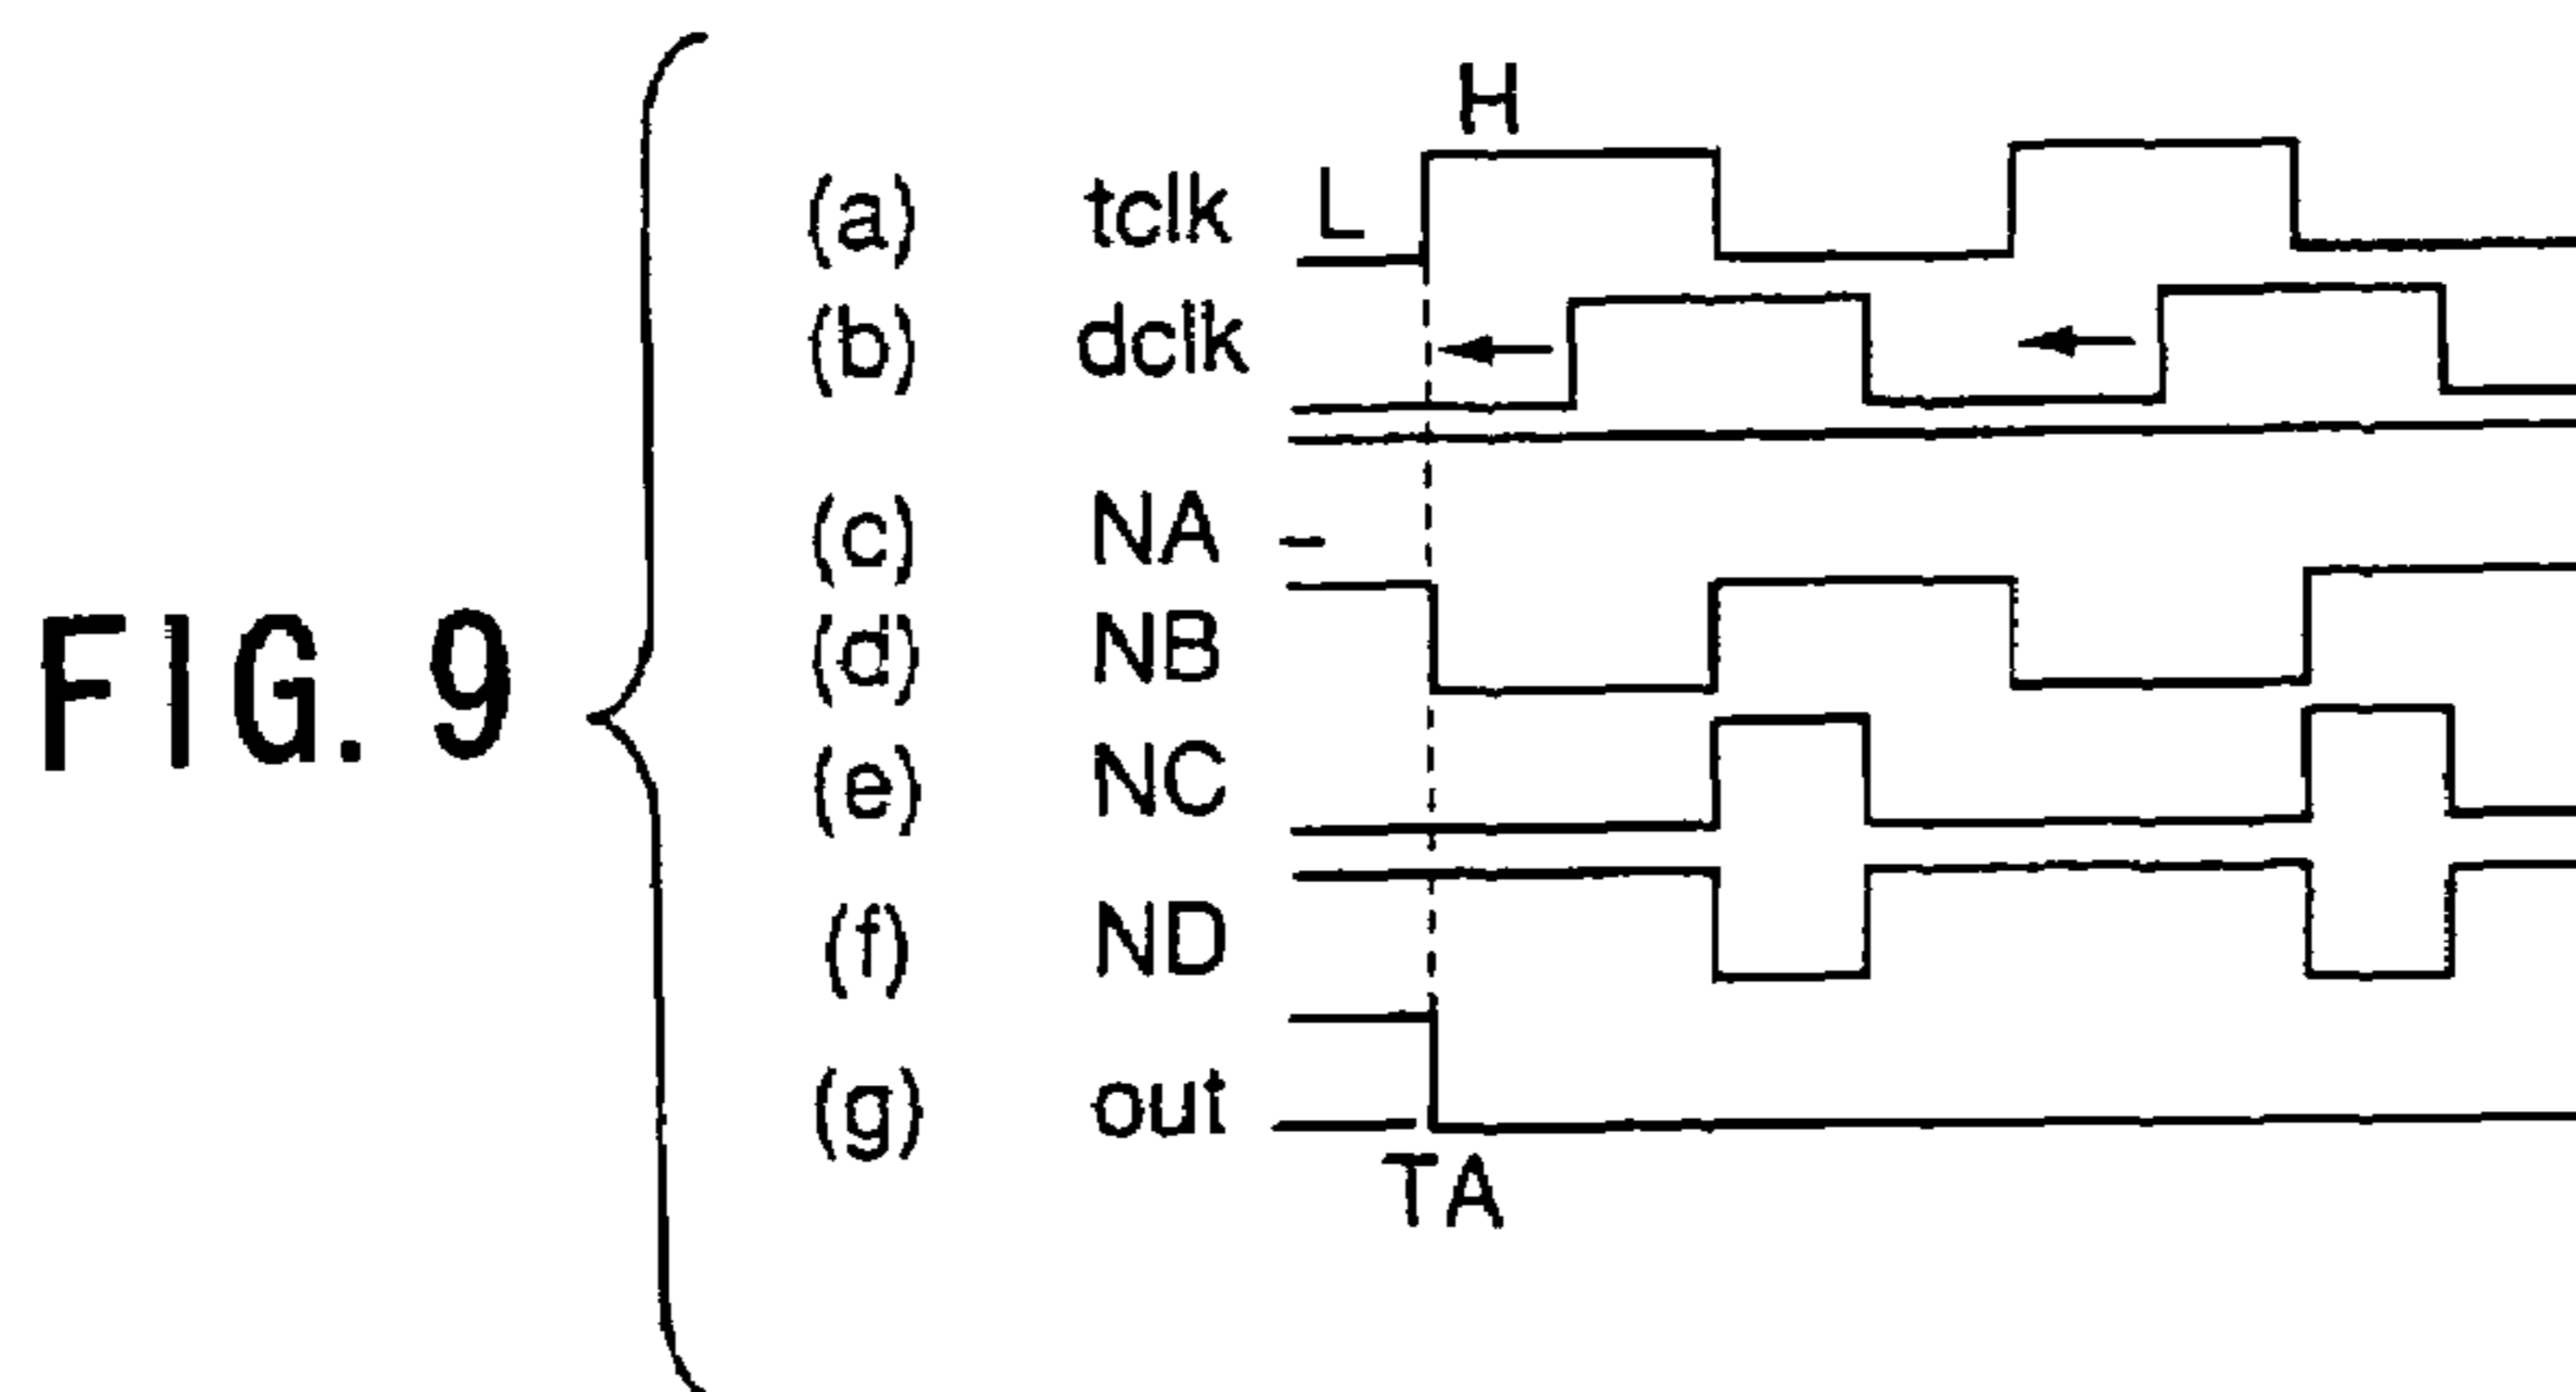 FIG. 9
H
(a) tclk L
(b) dclk
(c) NA
(d) NB
(e) NC
(f) ND
(g) out
TA